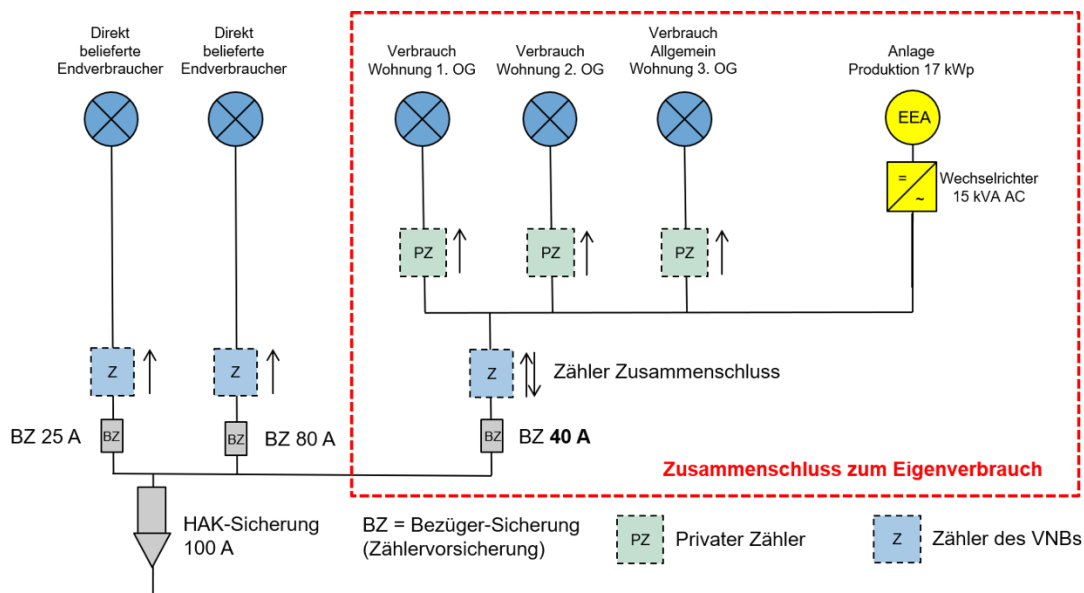 Direkt
belieferte
Endverbraucher
Direkt
belieferte
Endverbraucher
Verbrauch
Wohnung 1. OG
Verbrauch
Wohnung 2. OG
Verbrauch
Allgemein
Wohnung 3. OG
Anlage
Produktion 17 kWp
EEA
=
~
Wechselrichter
15 kVA AC
PZ
PZ
PZ
Z
Z
Z
Zähler Zusammenschluss
BZ 25 A
BZ
BZ
BZ 80 A
BZ
BZ 40 A
Zusammenschluss zum Eigenverbrauch
HAK-Sicherung
100 A
BZ = Bezüger-Sicherung
(Zählervorsicherung)
PZ
Privater Zähler
Z
Zähler des VNBs